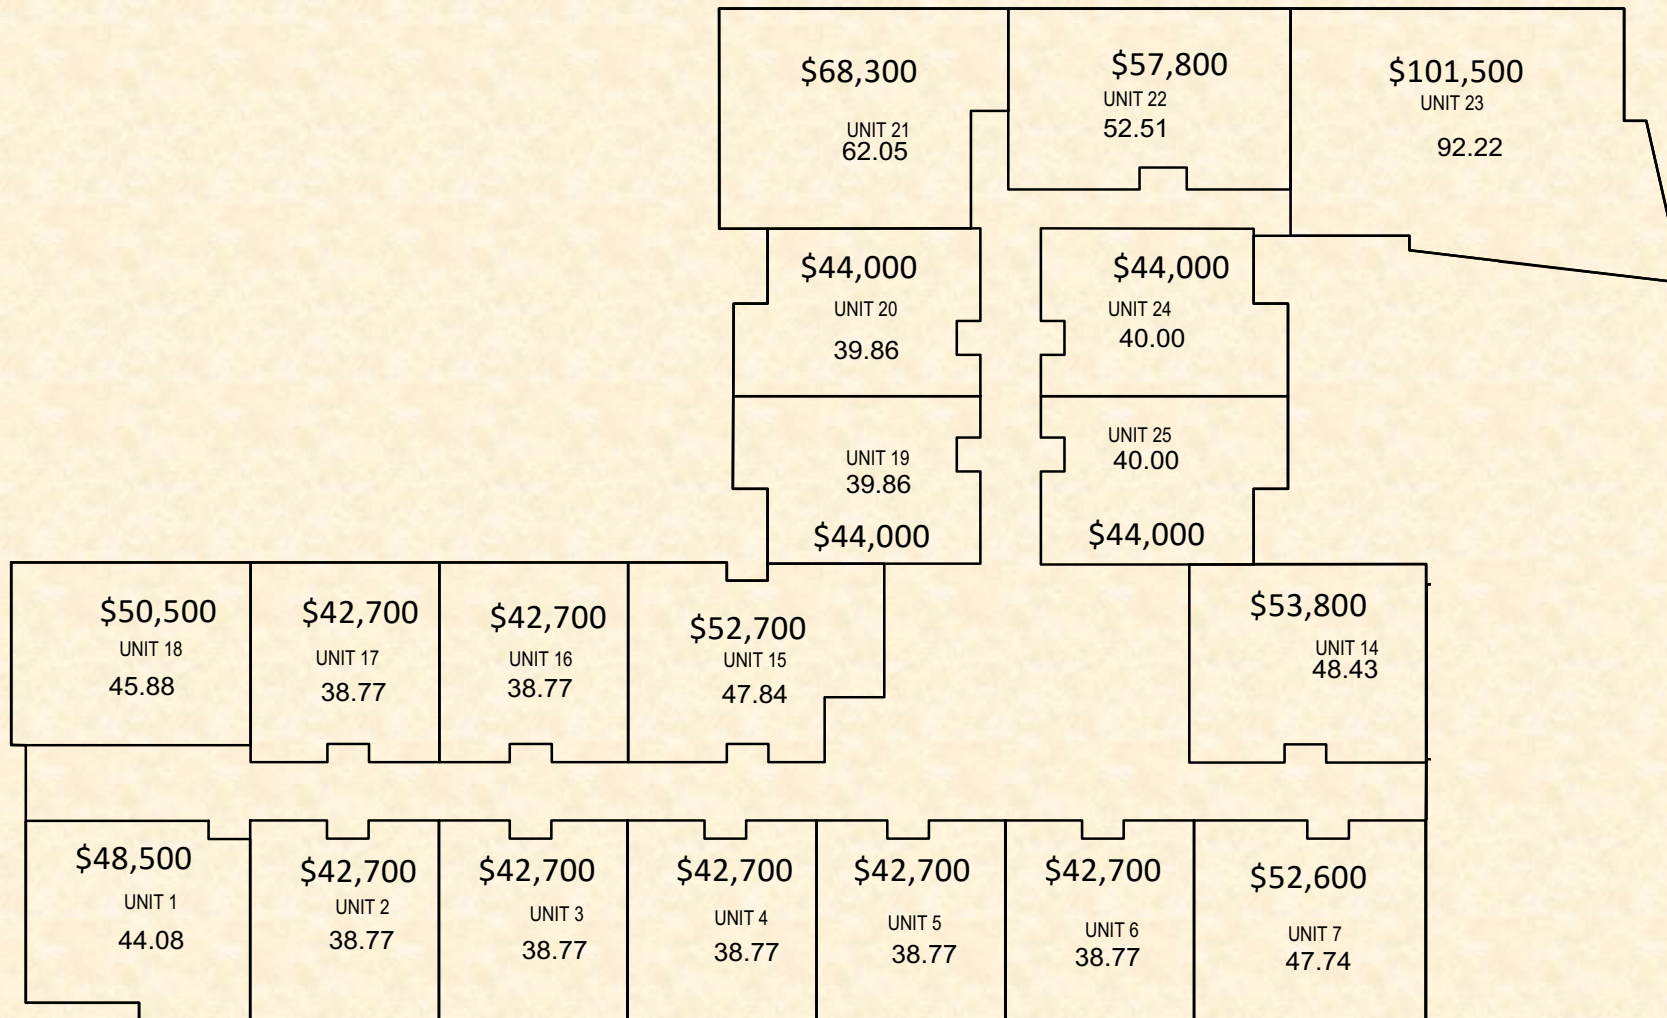 $68,300
UNIT 21
62.05
$57,800
UNIT 22
52.51
$101,500
UNIT 23
92.22
$44,000
UNIT 20
39.86
$44,000
UNIT 24
40.00
UNIT 19
39.86
$44,000
UNIT 25
40.00
$44,000
$50,500
UNIT 18
45.88
$42,700
UNIT 17
38.77
$42,700
UNIT 16
38.77
$52,700
UNIT 15
47.84
$53,800
UNIT 14
48.43
$48,500
UNIT 1
44.08
$42,700
UNIT 2
38.77
$42,700
UNIT 3
38.77
$42,700
UNIT 4
38.77
$42,700
UNIT 5
38.77
$42,700
UNIT 6
38.77
$52,600
UNIT 7
47.74